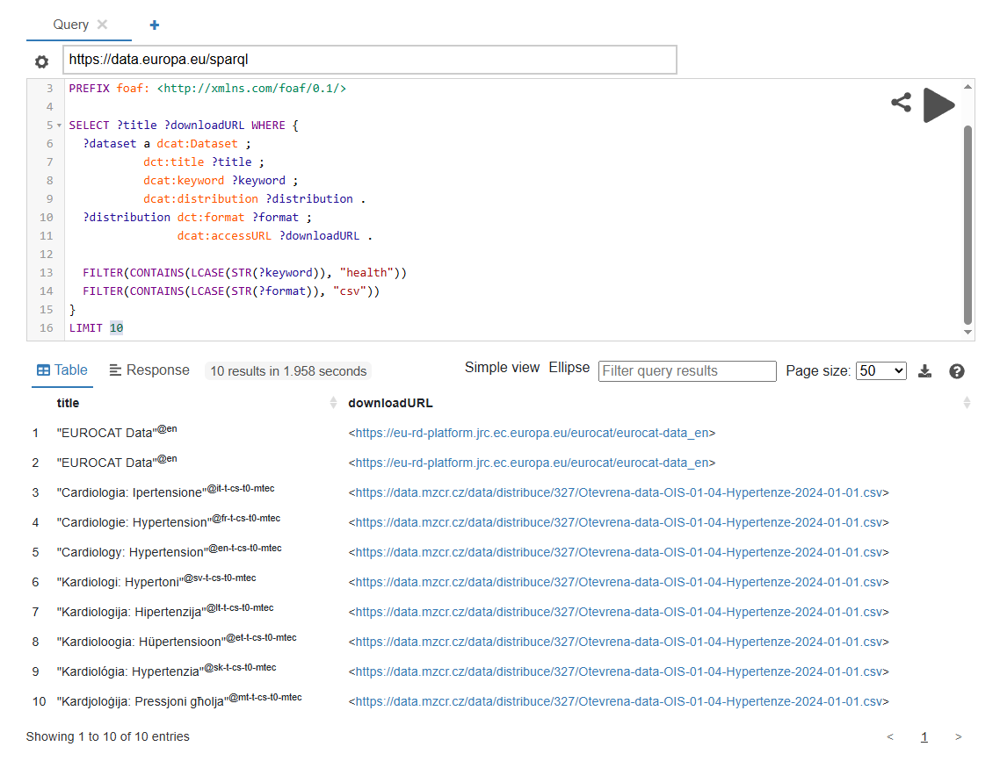 Query
https://data.europa.eu/sparql
3 PREFIX foaf: <http://xmlns.com/foaf/0.1/>
4
5 SELECT ?title ?downloadURL WHERE {
6 ?dataset a dcat:Dataset ;
7 dct:title ?title ;
8 dcat:keyword ?keyword ;
9 dcat:distribution ?distribution .
10 ?distribution dct:format ?format ;
11 dcat:accessURL ?downloadURL .
12
13 FILTER(CONTAINS(LCASE(STR(?keyword)), "health"))
14 FILTER(CONTAINS(LCASE(STR(?format)), "csv"))
15 }
16 LIMIT 10
Table Response 10 results in 1.958 seconds Simple view Ellipse Filter query results Page size: 50
title downloadURL
1 "EUROCAT Data"@en <https://eu-rd-platform.jrc.ec.europa.eu/eurocat/eurocat-data_en>
2 "EUROCAT Data"@en <https://eu-rd-platform.jrc.ec.europa.eu/eurocat/eurocat-data_en>
3 "Cardiologia: Ipertensione"@it-t-cs-t0-mtec <https://data.mzcr.cz/data/distribuce/327/Otevrena-data-OIS-01-04-Hypertenze-2024-01-01.csv>
4 "Cardiologie: Hypertension"@fr-t-cs-t0-mtec <https://data.mzcr.cz/data/distribuce/327/Otevrena-data-OIS-01-04-Hypertenze-2024-01-01.csv>
5 "Cardiology: Hypertension"@en-t-cs-t0-mtec <https://data.mzcr.cz/data/distribuce/327/Otevrena-data-OIS-01-04-Hypertenze-2024-01-01.csv>
6 "Kardiologi: Hypertoni"@sv-t-cs-t0-mtec <https://data.mzcr.cz/data/distribuce/327/Otevrena-data-OIS-01-04-Hypertenze-2024-01-01.csv>
7 "Kardiologija: Hipertenzija"@lt-t-cs-t0-mtec <https://data.mzcr.cz/data/distribuce/327/Otevrena-data-OIS-01-04-Hypertenze-2024-01-01.csv>
8 "Kardioloogia: Hüpertensioon"@et-t-cs-t0-mtec <https://data.mzcr.cz/data/distribuce/327/Otevrena-data-OIS-01-04-Hypertenze-2024-01-01.csv>
9 "Kardiológia: Hypertenzia"@sk-t-cs-t0-mtec <https://data.mzcr.cz/data/distribuce/327/Otevrena-data-OIS-01-04-Hypertenze-2024-01-01.csv>
10 "Kardjoloġija: Pressjoni għolja"@mt-t-cs-t0-mtec <https://data.mzcr.cz/data/distribuce/327/Otevrena-data-OIS-01-04-Hypertenze-2024-01-01.csv>
Showing 1 to 10 of 10 entries < 1 >